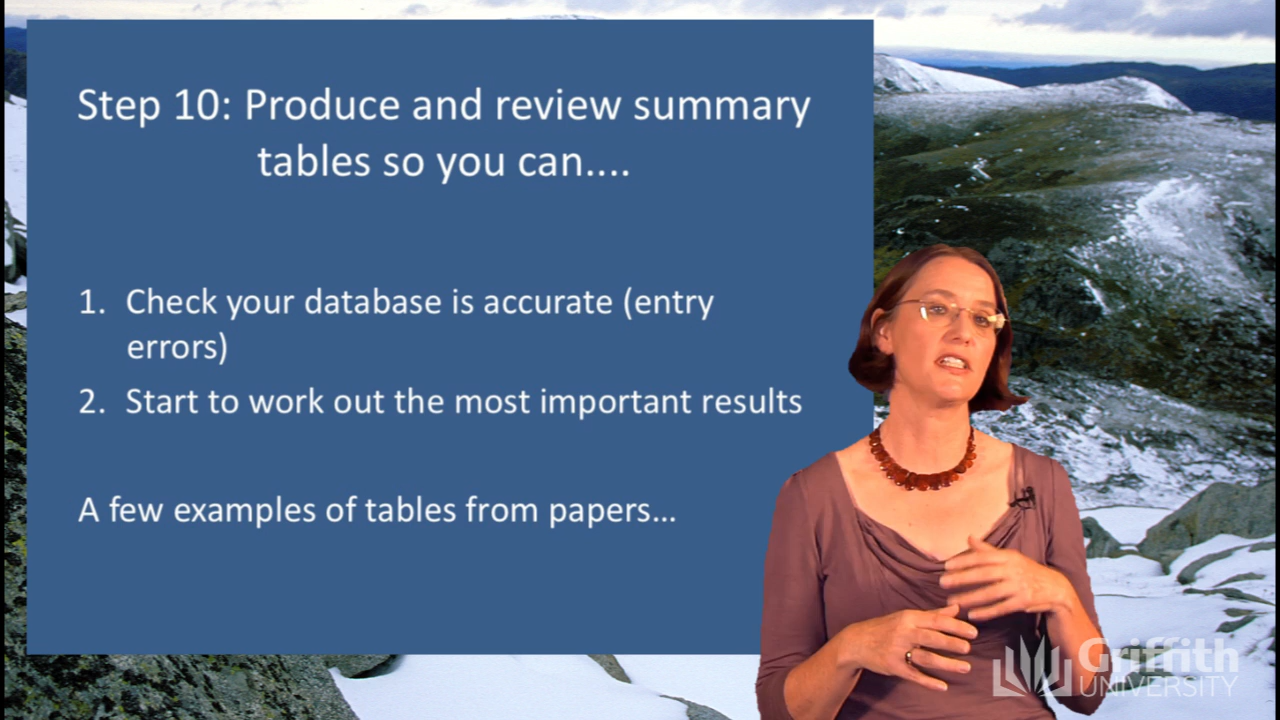 Step 10: Produce and review summary
tables so you can....
1. Check your database is accurate (entry
errors)
2. Start to work out the most important results
A few examples of tables from papers...
Griffith
UNIVERSITY